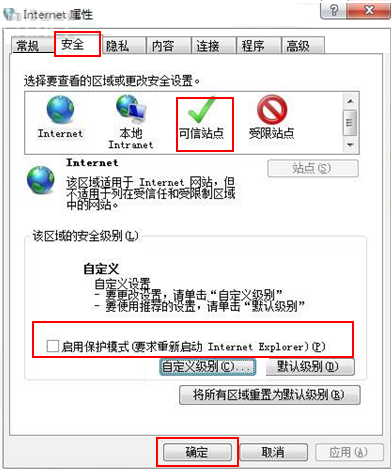 Internet 属性
常规 安全 隐私 内容 连接 程序 高级
选择要查看的区域或更改安全设置。
Internet 本地 Intranet 可信站点 受限站点
Internet
站点(S)
该区域适用于 Internet 网站，但
不适用于列在受信任和受限制区域
中的网站。
该区域的安全级别(L)
自定义
自定义设置
- 要更改设置，请单击“自定义级别”
- 要使用推荐的设置，请单击“默认级别”
启用保护模式(要求重新启动 Internet Explorer)(P)
自定义级别(C)... 默认级别(D)
将所有区域重置为默认级别(R)
确定 取消 应用(A)